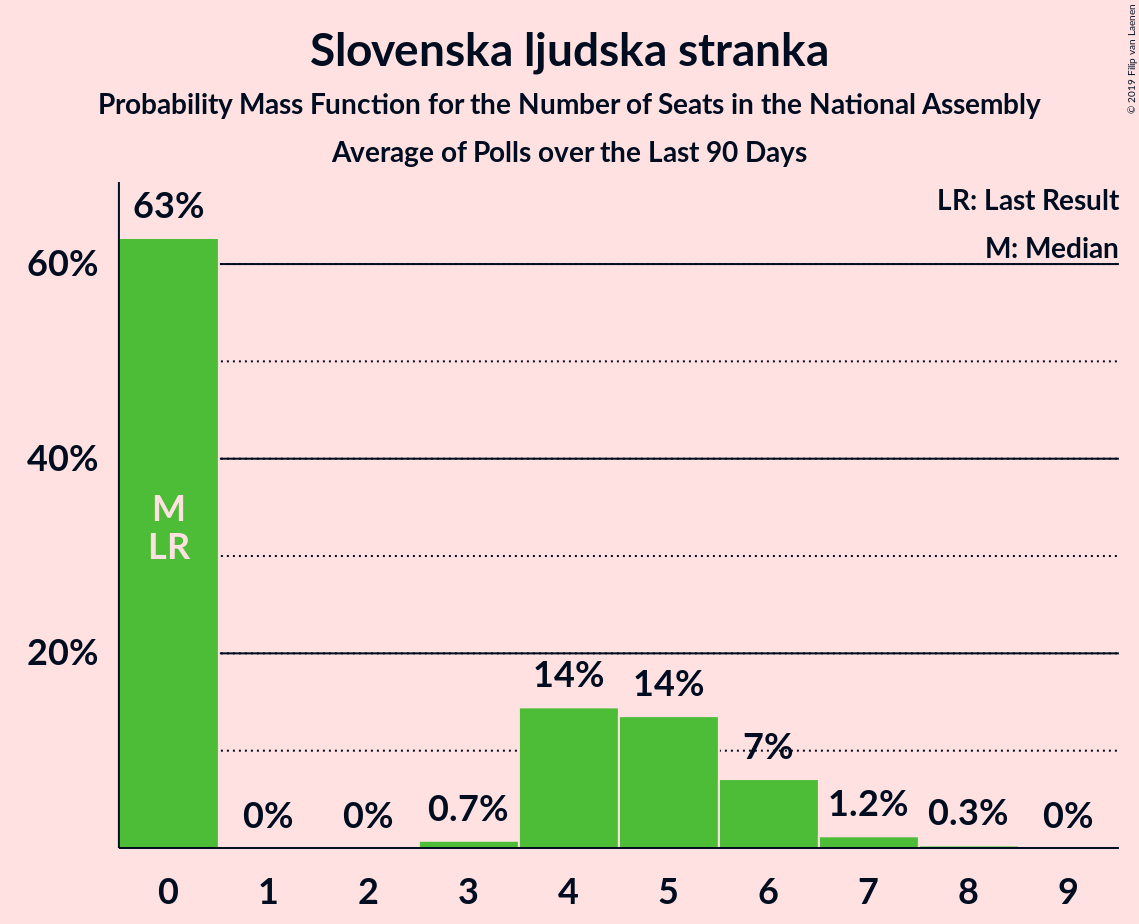 Slovenska ljudska stranka
Probability Mass Function for the Number of Seats in the National Assembly
Average of Polls over the Last 90 Days
© 2019 Filip van Laenen
LR: Last Result
M: Median
63%
60%
40%
20%
M
LR
0%
0%
0.7%
14%
14%
7%
1.2%
0.3%
0%
0
1
2
3
4
5
6
7
8
9